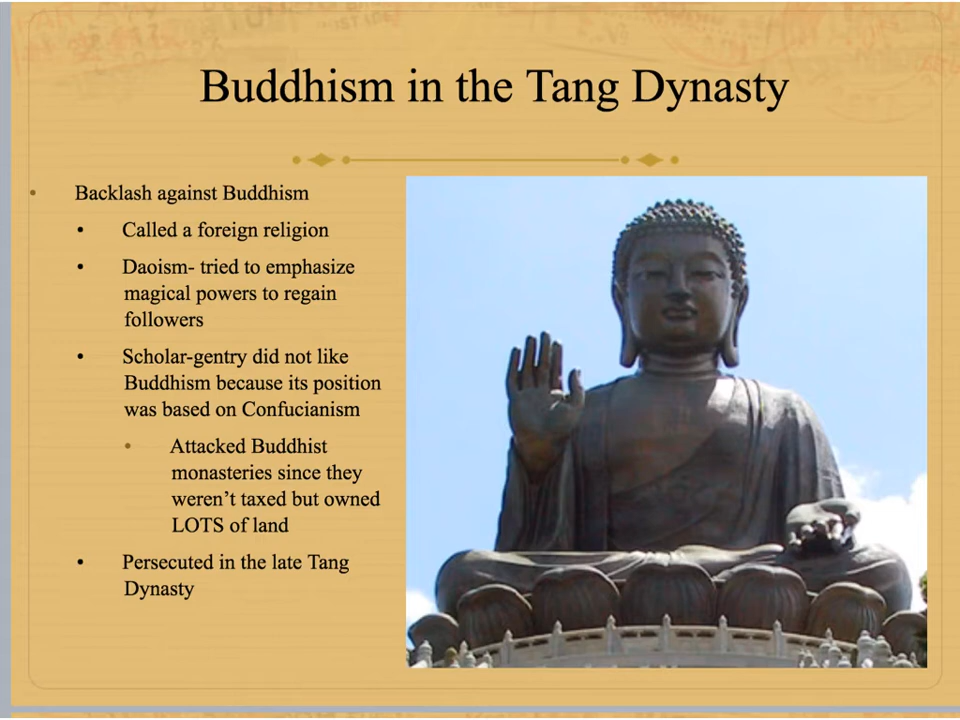 Buddhism in the Tang Dynasty
• Backlash against Buddhism
• Called a foreign religion
• Daoism- tried to emphasize
magical powers to regain
followers
• Scholar-gentry did not like
Buddhism because its position
was based on Confucianism
• Attacked Buddhist
monasteries since they
weren’t taxed but owned
LOTS of land
• Persecuted in the late Tang
Dynasty